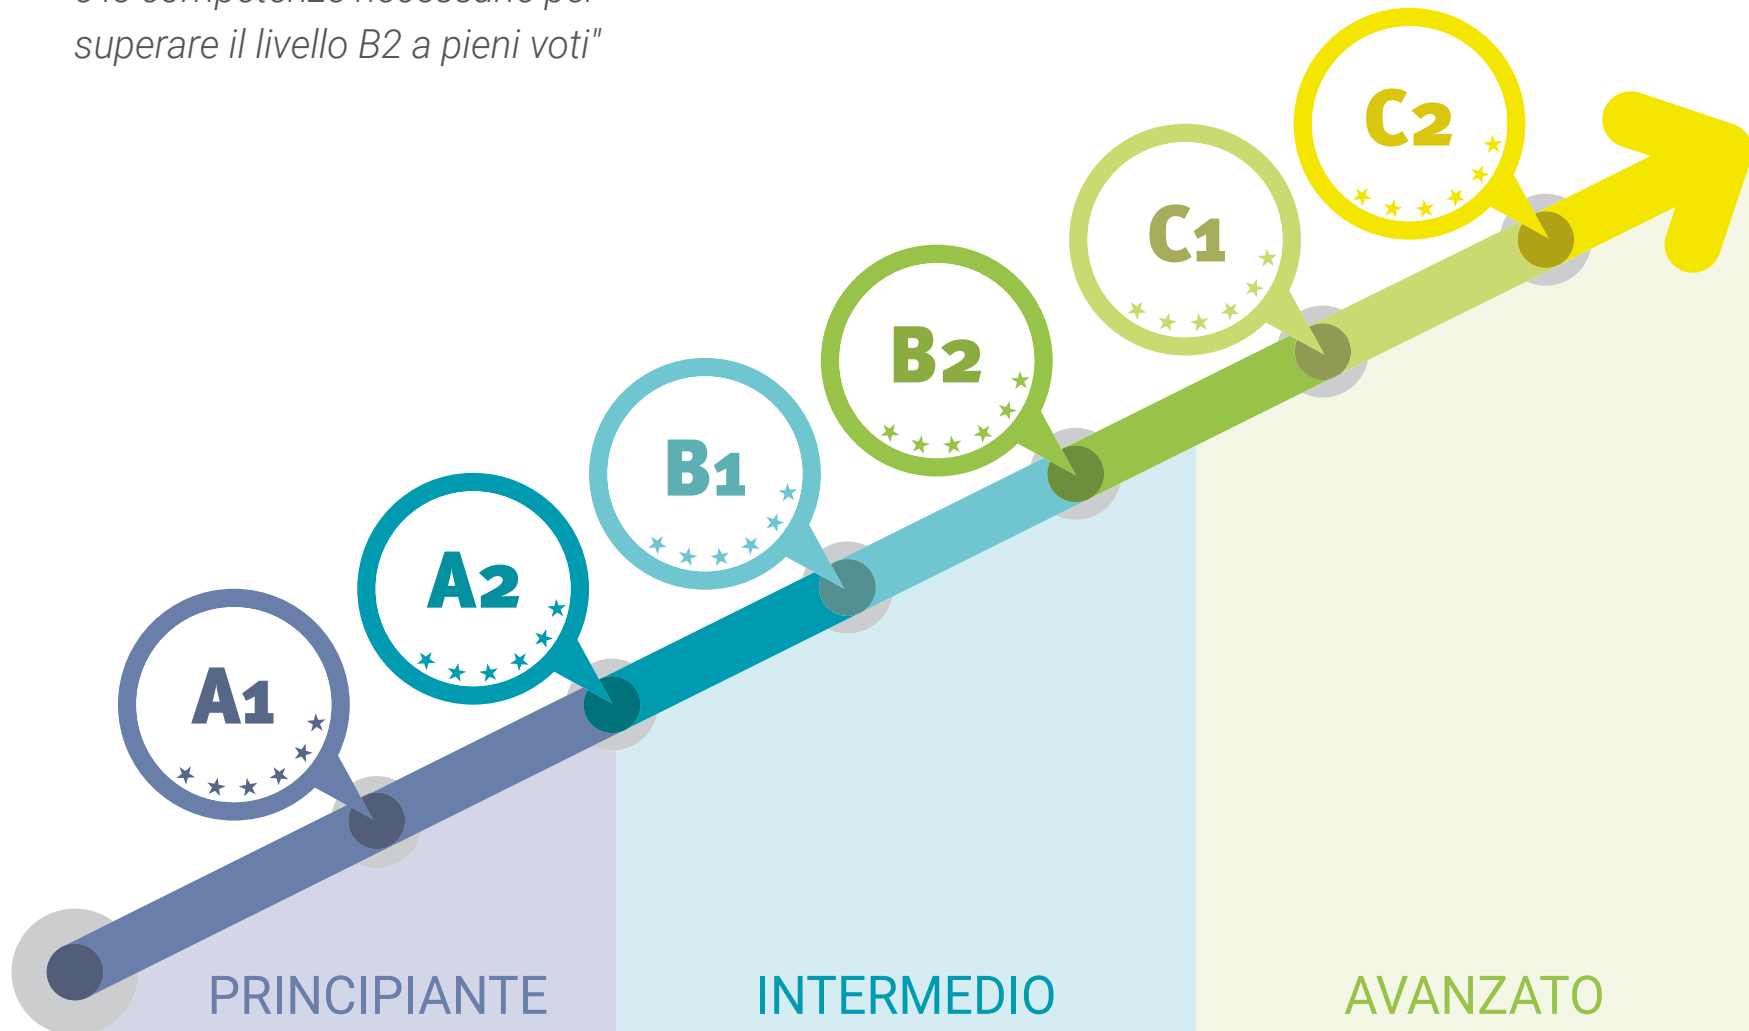 superare il livello B2 a pieni voti"
C2
C1
B2
B1
A2
A1
PRINCIPIANTE
INTERMEDIO
AVANZATO